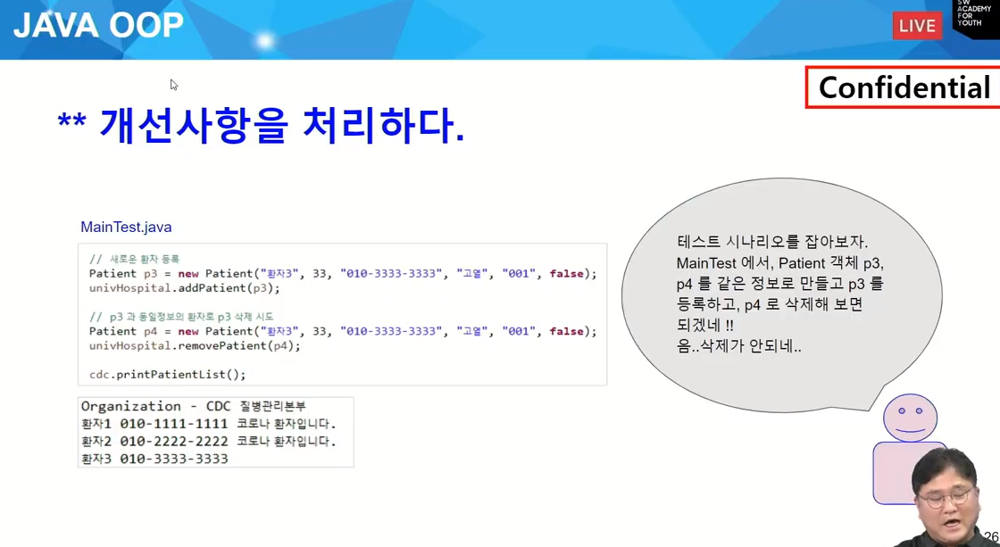 JAVA OOP
LIVE
SW
ACADEMY
FOR
YOUTH
Confidential
** 개선사항을 처리하다.
MainTest.java
// 새로운 환자 등록
Patient p3 = new Patient("환자3", 33, "010-3333-3333", "고열", "001", false);
univHospital.addPatient(p3);
// p3 과 동일정보의 환자로 p3 삭제 시도
Patient p4 = new Patient("환자3", 33, "010-3333-3333", "고열", "001", false);
univHospital.removePatient(p4);
cdc.printPatientList();
Organization - CDC 질병관리본부
환자1 010-1111-1111 코로나 환자입니다.
환자2 010-2222-2222 코로나 환자입니다.
환자3 010-3333-3333
테스트 시나리오를 잡아보자.
MainTest 에서, Patient 객체 p3,
p4 를 같은 정보로 만들고 p3 를
등록하고, p4 로 삭제해 보면
되겠네 !!
음..삭제가 안되네..
26